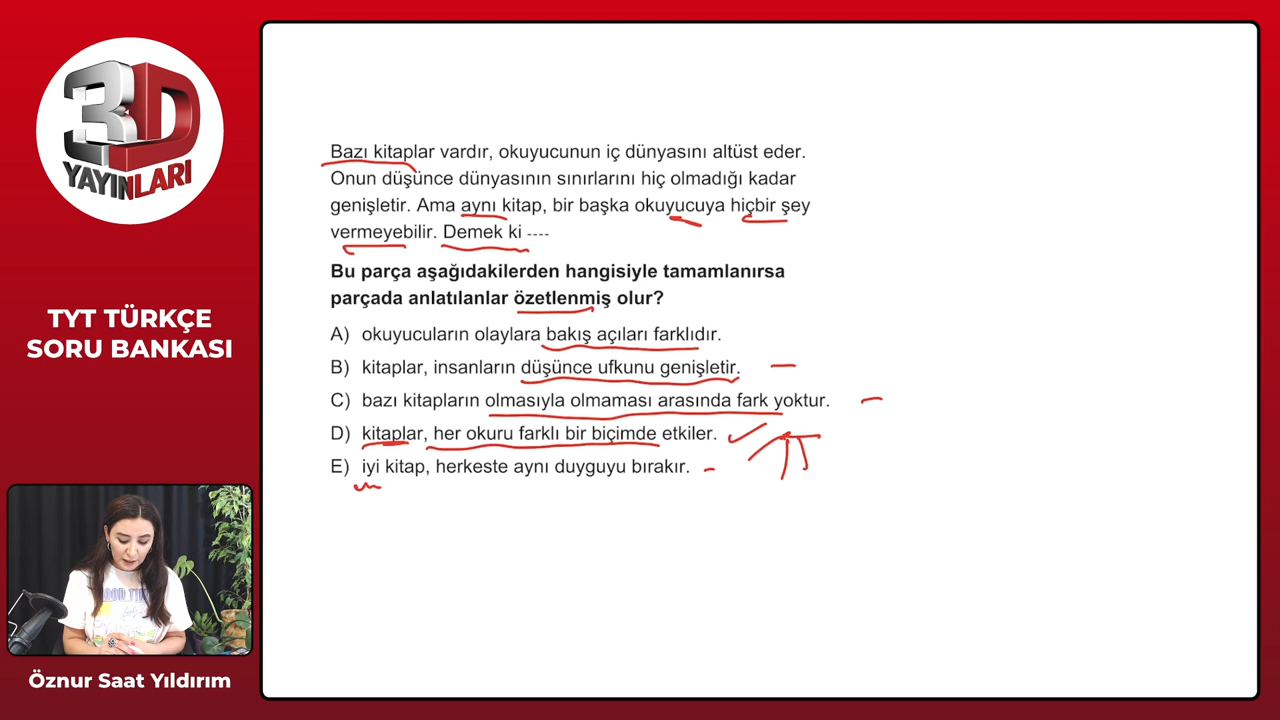 3D
YAYINLARI
TYT TÜRKÇE
SORU BANKASI
Öznur Saat Yıldırım
Bazı kitaplar vardır, okuyucunun iç dünyasını altüst eder.
Onun düşünce dünyasının sınırlarını hiç olmadığı kadar
genişletir. Ama aynı kitap, bir başka okuyucuya hiçbir şey
vermeyebilir. Demek ki ----
Bu parça aşağıdakilerden hangisiyle tamamlanırsa
parçada anlatılanlar özetlenmiş olur?
A) okuyucuların olaylara bakış açıları farklıdır.
B) kitaplar, insanların düşünce ufkunu genişletir.
C) bazı kitapların olmasıyla olmaması arasında fark yoktur.
D) kitaplar, her okuru farklı bir biçimde etkiler.
E) iyi kitap, herkeste aynı duyguyu bırakır.